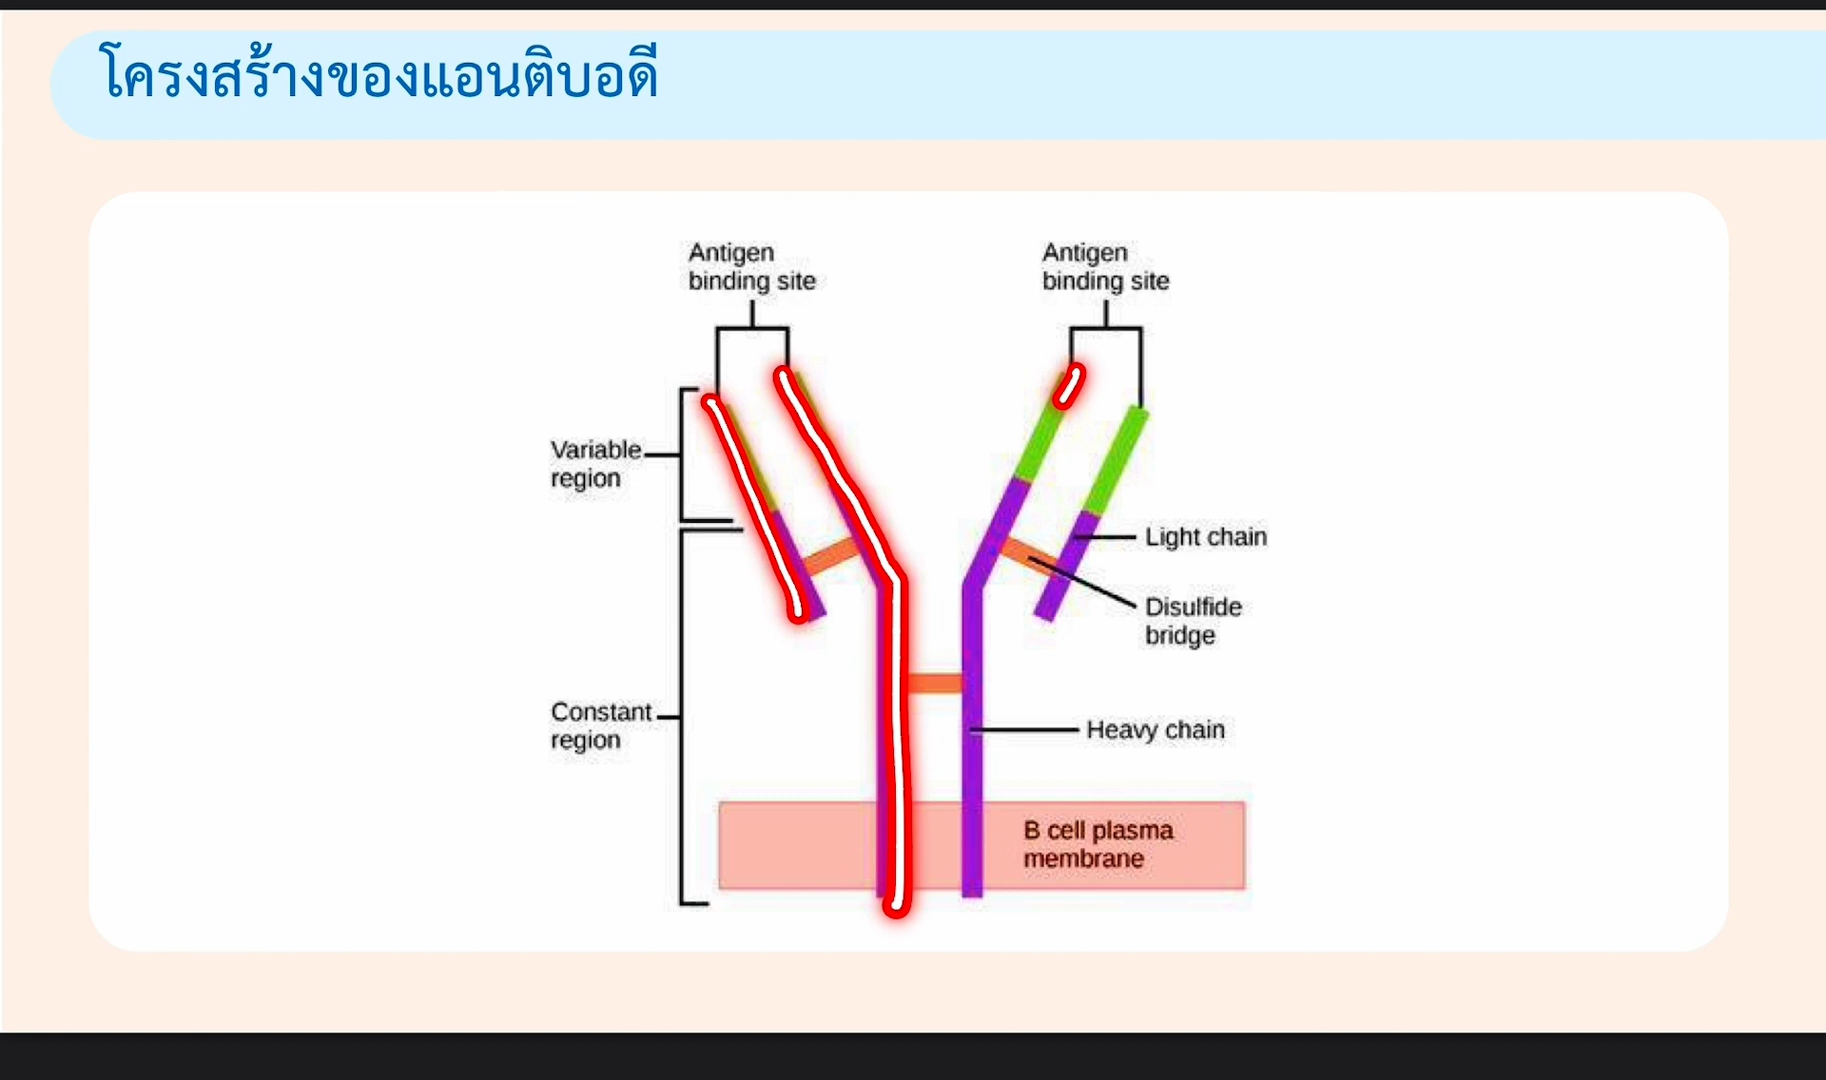 โครงสร้างของแอนติบอดี
Antigen
binding site
Antigen
binding site
Variable
region
Light chain
Disulfide
bridge
Constant
region
Heavy chain
B cell plasma
membrane